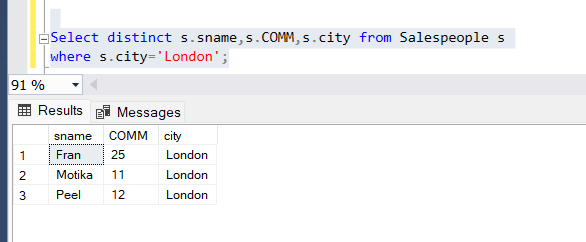 Select distinct s.sname,s.COMM,s.city from Salespeople s
where s.city='London';
91 %
Results Messages
sname COMM city
1 Fran 25 London
2 Motika 11 London
3 Peel 12 London